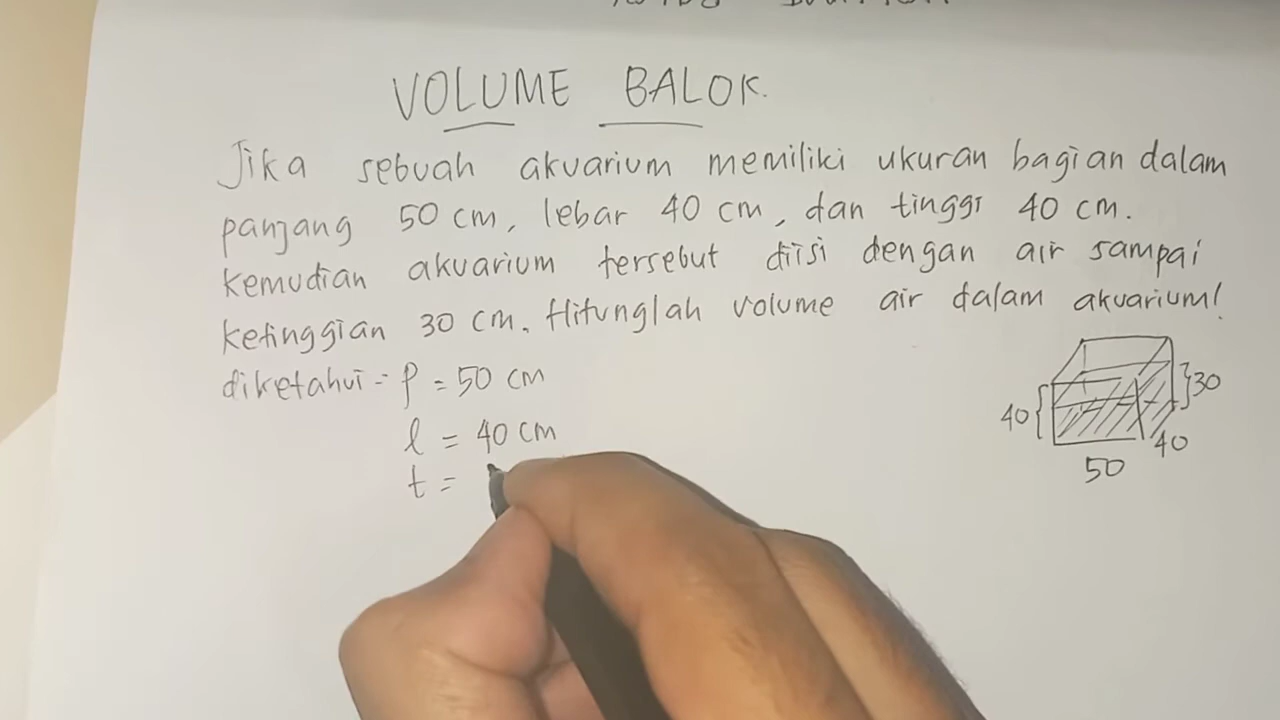 VOLUME BALOK.
Jika sebuah akuarium memiliki ukuran bagian dalam
panjang 50 cm, lebar 40 cm, dan tinggi 40 cm.
kemudian akuarium tersebut diisi dengan air sampai
ketinggian 30 cm. Hitunglah volume air dalam akuarium!
diketahui = p = 50 cm
l = 40 cm
t =
30
40
40
50